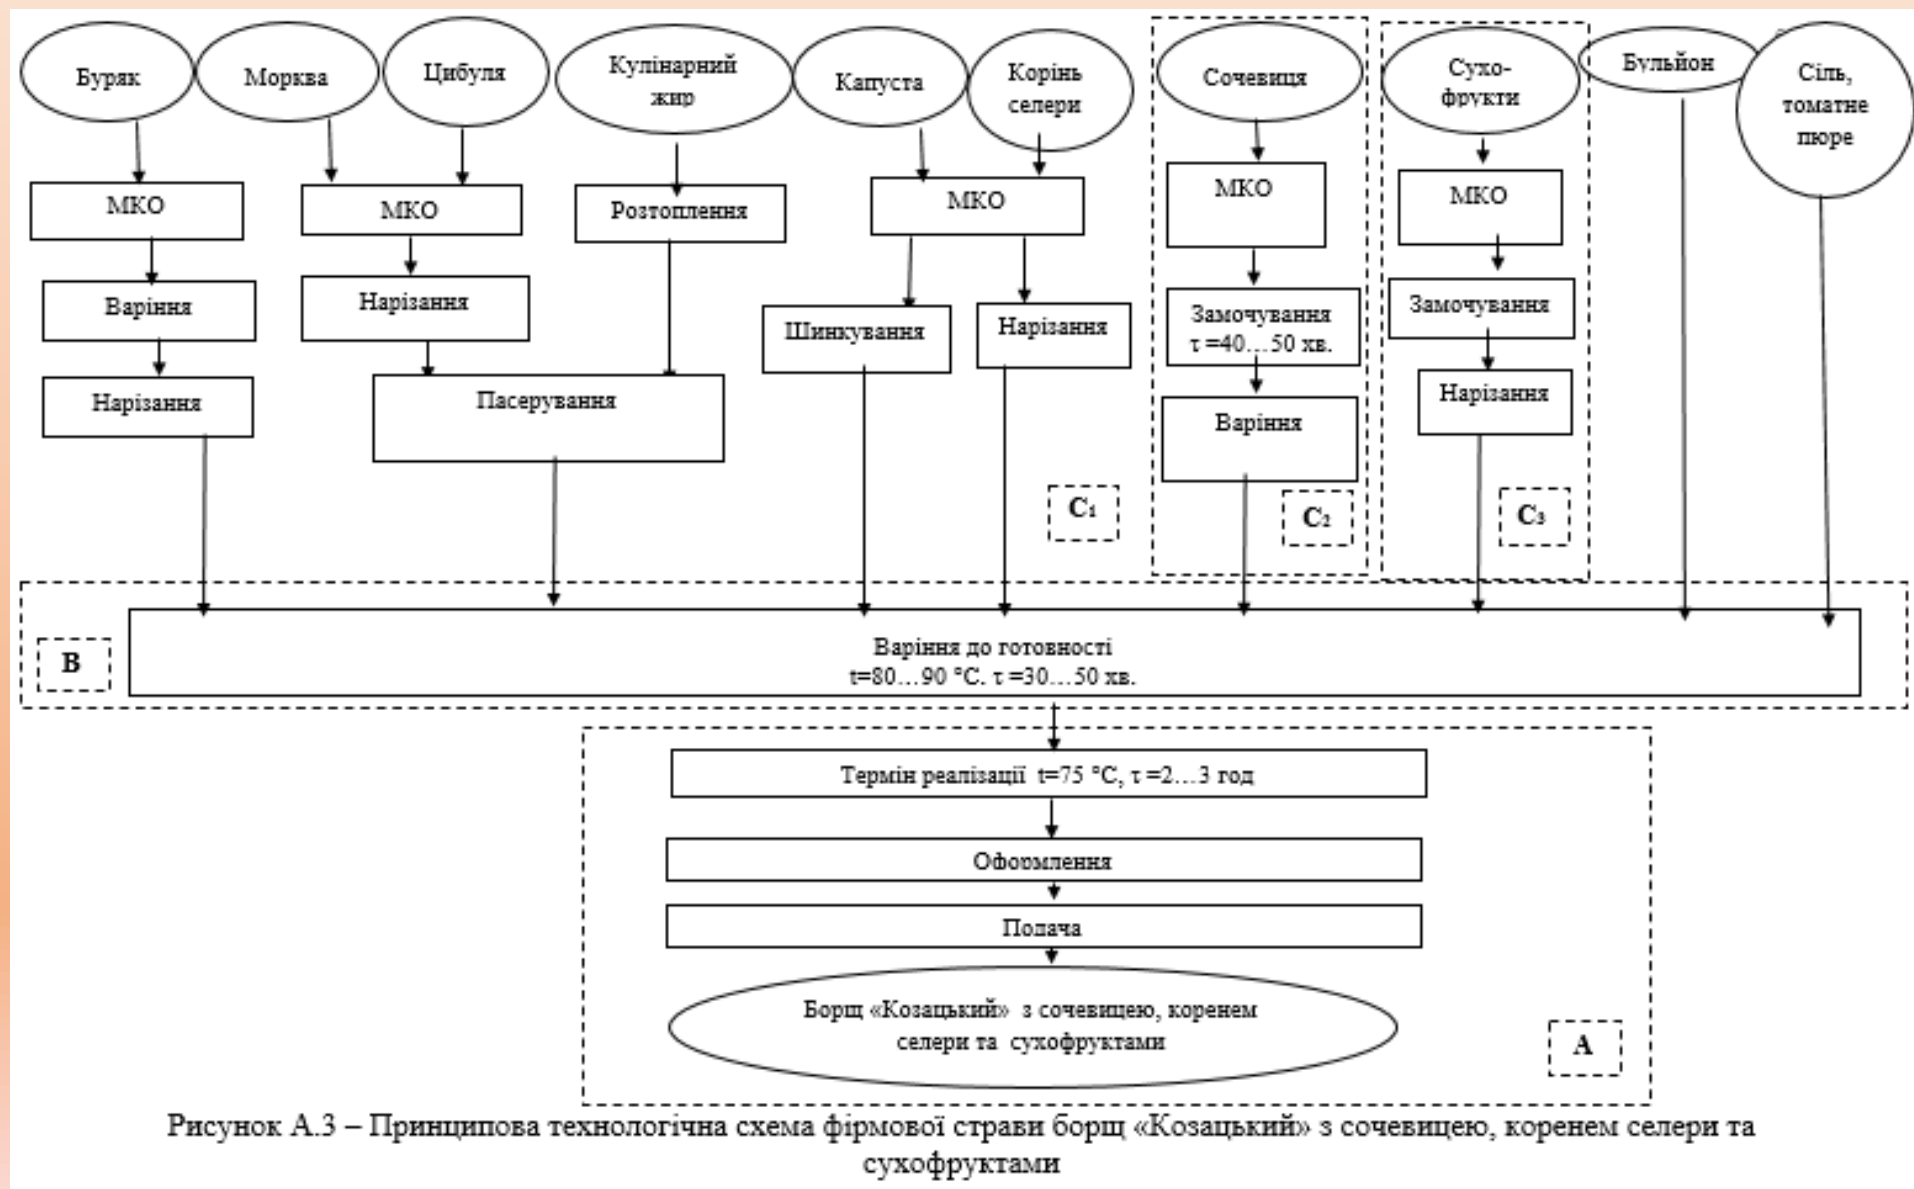 Буряк
Морква
Цибуля
Кулінарний
жир
Капуста
Корінь
селери
Сочевиця
Сухо-
фрукти
Бульйон
Сіль,
томатне
пюре
МКО
МКО
Розтоплення
МКО
МКО
МКО
Варіння
Нарізання
Шинкування
Нарізання
Замочування
τ =40…50 хв.
Замочування
Нарізання
Пасерування
Варіння
Нарізання
C₁
C₂
C₃
B
Варіння до готовності
t=80…90 °C. τ =30…50 хв.
Термін реалізації t=75 °C, τ =2…3 год
Оформлення
Подача
Борщ «Козацький» з сочевицею, коренем
селери та сухофруктами
A
Рисунок А.3 – Принципова технологічна схема фірмової страви борщ «Козацький» з сочевицею, коренем селери та
сухофруктами